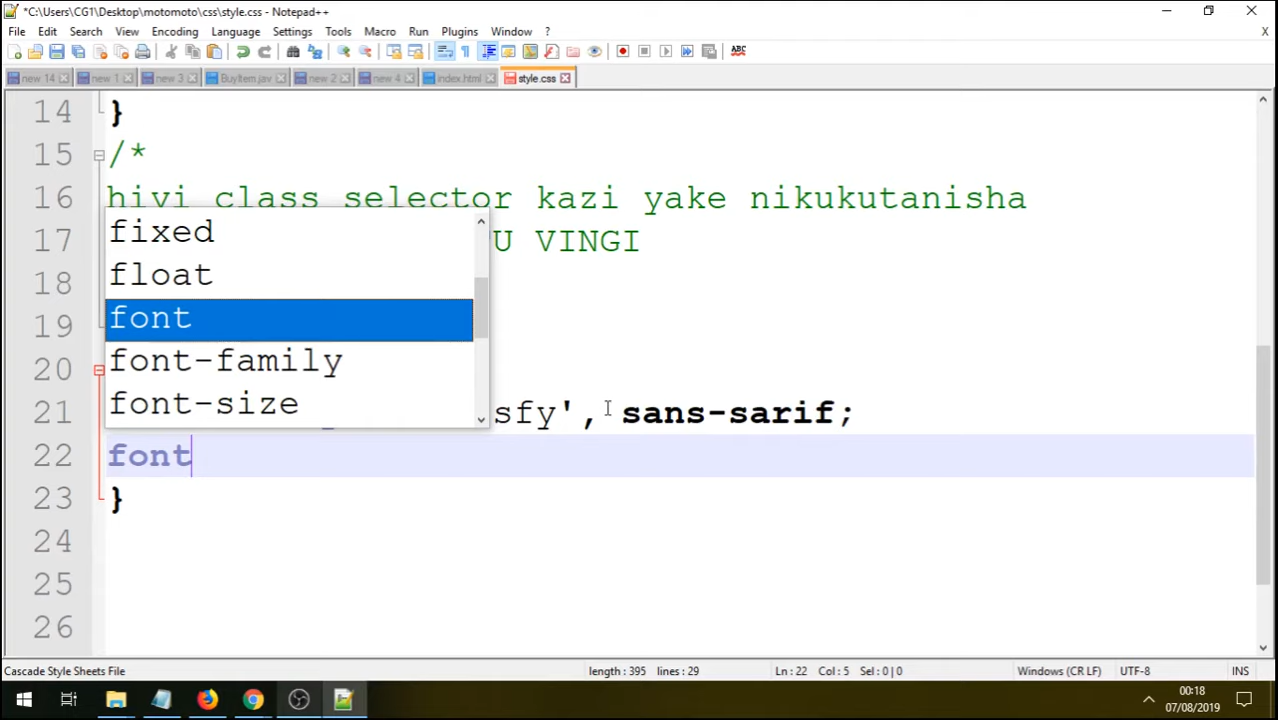 *C:\Users\CG1\Desktop\motomoto\css\style.css - Notepad++
File Edit Search View Encoding Language Settings Tools Macro Run Plugins Window ? X
new 14 new 1 new 3 BuyItem.jav new 2 new 4 index.html style.css
14 }
15 /*
16 hivi class selector kazi yake nikukutanisha
17 U VINGI
18
19
20
21 sfy', sans-sarif;
22 font
23 }
24
25
26
fixed
float
font
font-family
font-size
Cascade Style Sheets File length : 395 lines : 29 Ln : 22 Col : 5 Sel : 0 | 0 Windows (CR LF) UTF-8 INS
00:18
07/08/2019